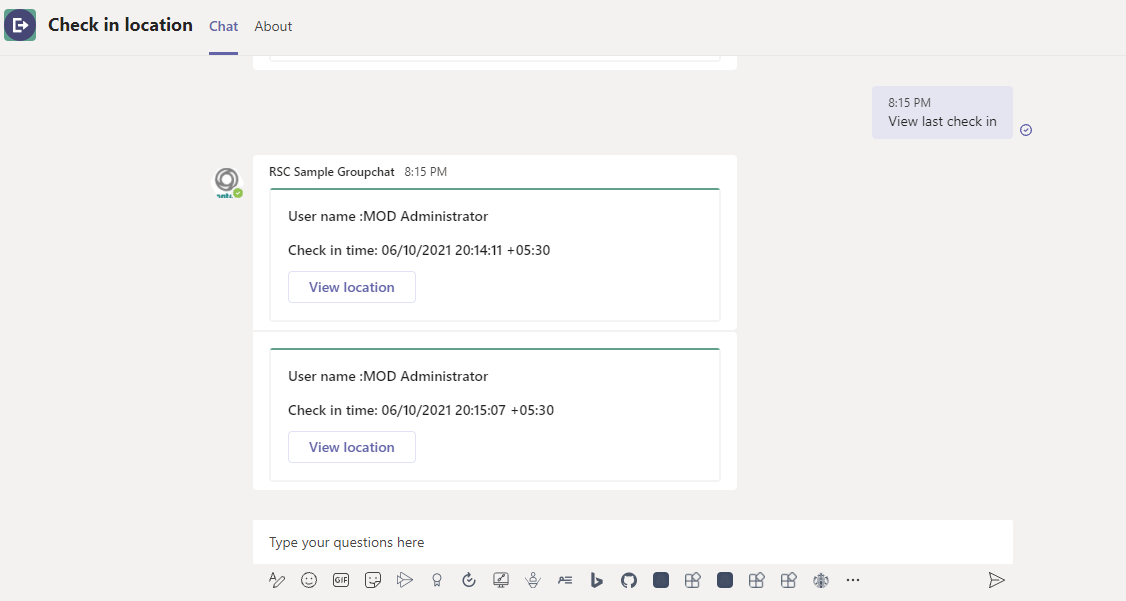 Check in location Chat About
8:15 PM
View last check in
RSC Sample Groupchat 8:15 PM
User name :MOD Administrator
Check in time: 06/10/2021 20:14:11 +05:30
View location
User name :MOD Administrator
Check in time: 06/10/2021 20:15:07 +05:30
View location
Type your questions here
GIF